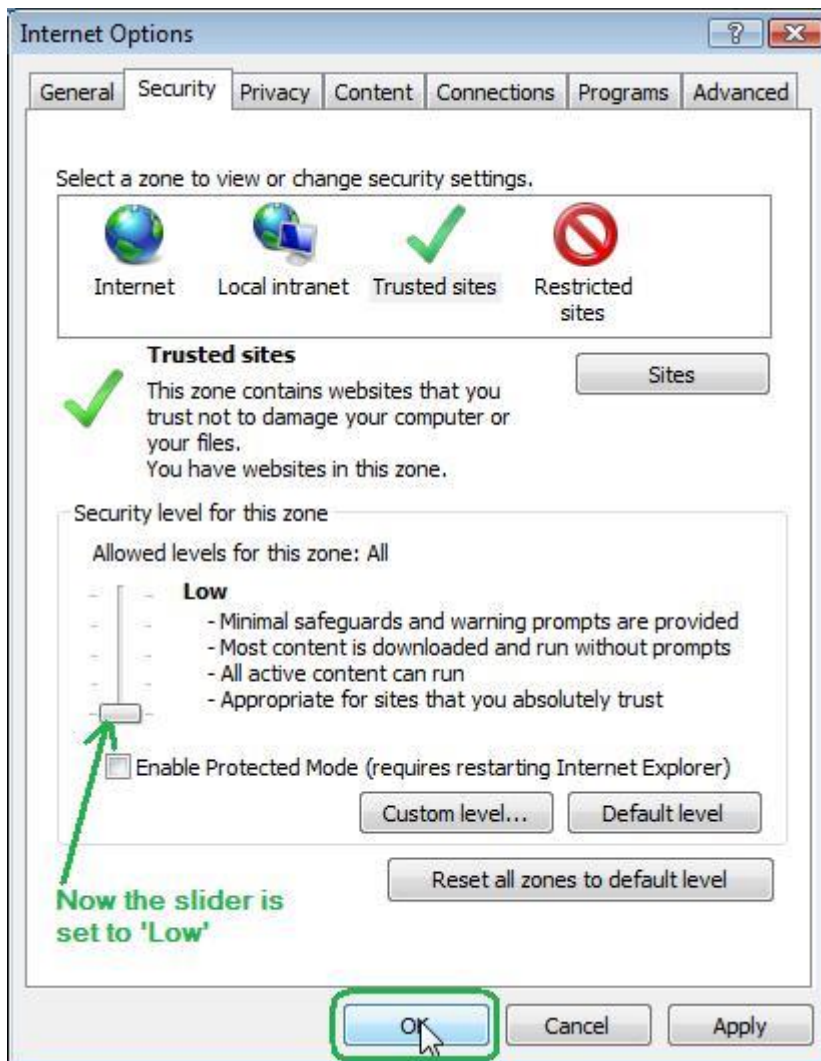 Internet Options
General Security Privacy Content Connections Programs Advanced
Select a zone to view or change security settings.
Internet Local intranet Trusted sites Restricted
sites
Trusted sites
Sites
This zone contains websites that you
trust not to damage your computer or
your files.
You have websites in this zone.
Security level for this zone
Allowed levels for this zone: All
Low
- Minimal safeguards and warning prompts are provided
- Most content is downloaded and run without prompts
- All active content can run
- Appropriate for sites that you absolutely trust
Enable Protected Mode (requires restarting Internet Explorer)
Custom level... Default level
Reset all zones to default level
Now the slider is
set to 'Low'
OK Cancel Apply